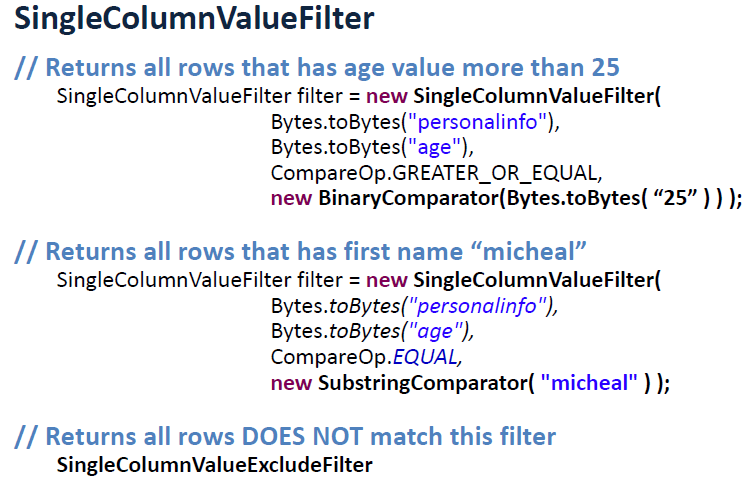 SingleColumnValueFilter
// Returns all rows that has age value more than 25
SingleColumnValueFilter filter = new SingleColumnValueFilter(
Bytes.toBytes("personalinfo"),
Bytes.toBytes("age"),
CompareOp.GREATER_OR_EQUAL,
new BinaryComparator(Bytes.toBytes( “25” ) ) );
// Returns all rows that has first name “micheal”
SingleColumnValueFilter filter = new SingleColumnValueFilter(
Bytes.toBytes("personalinfo"),
Bytes.toBytes("age"),
CompareOp.EQUAL,
new SubstringComparator( "micheal" ) );
// Returns all rows DOES NOT match this filter
SingleColumnValueExcludeFilter